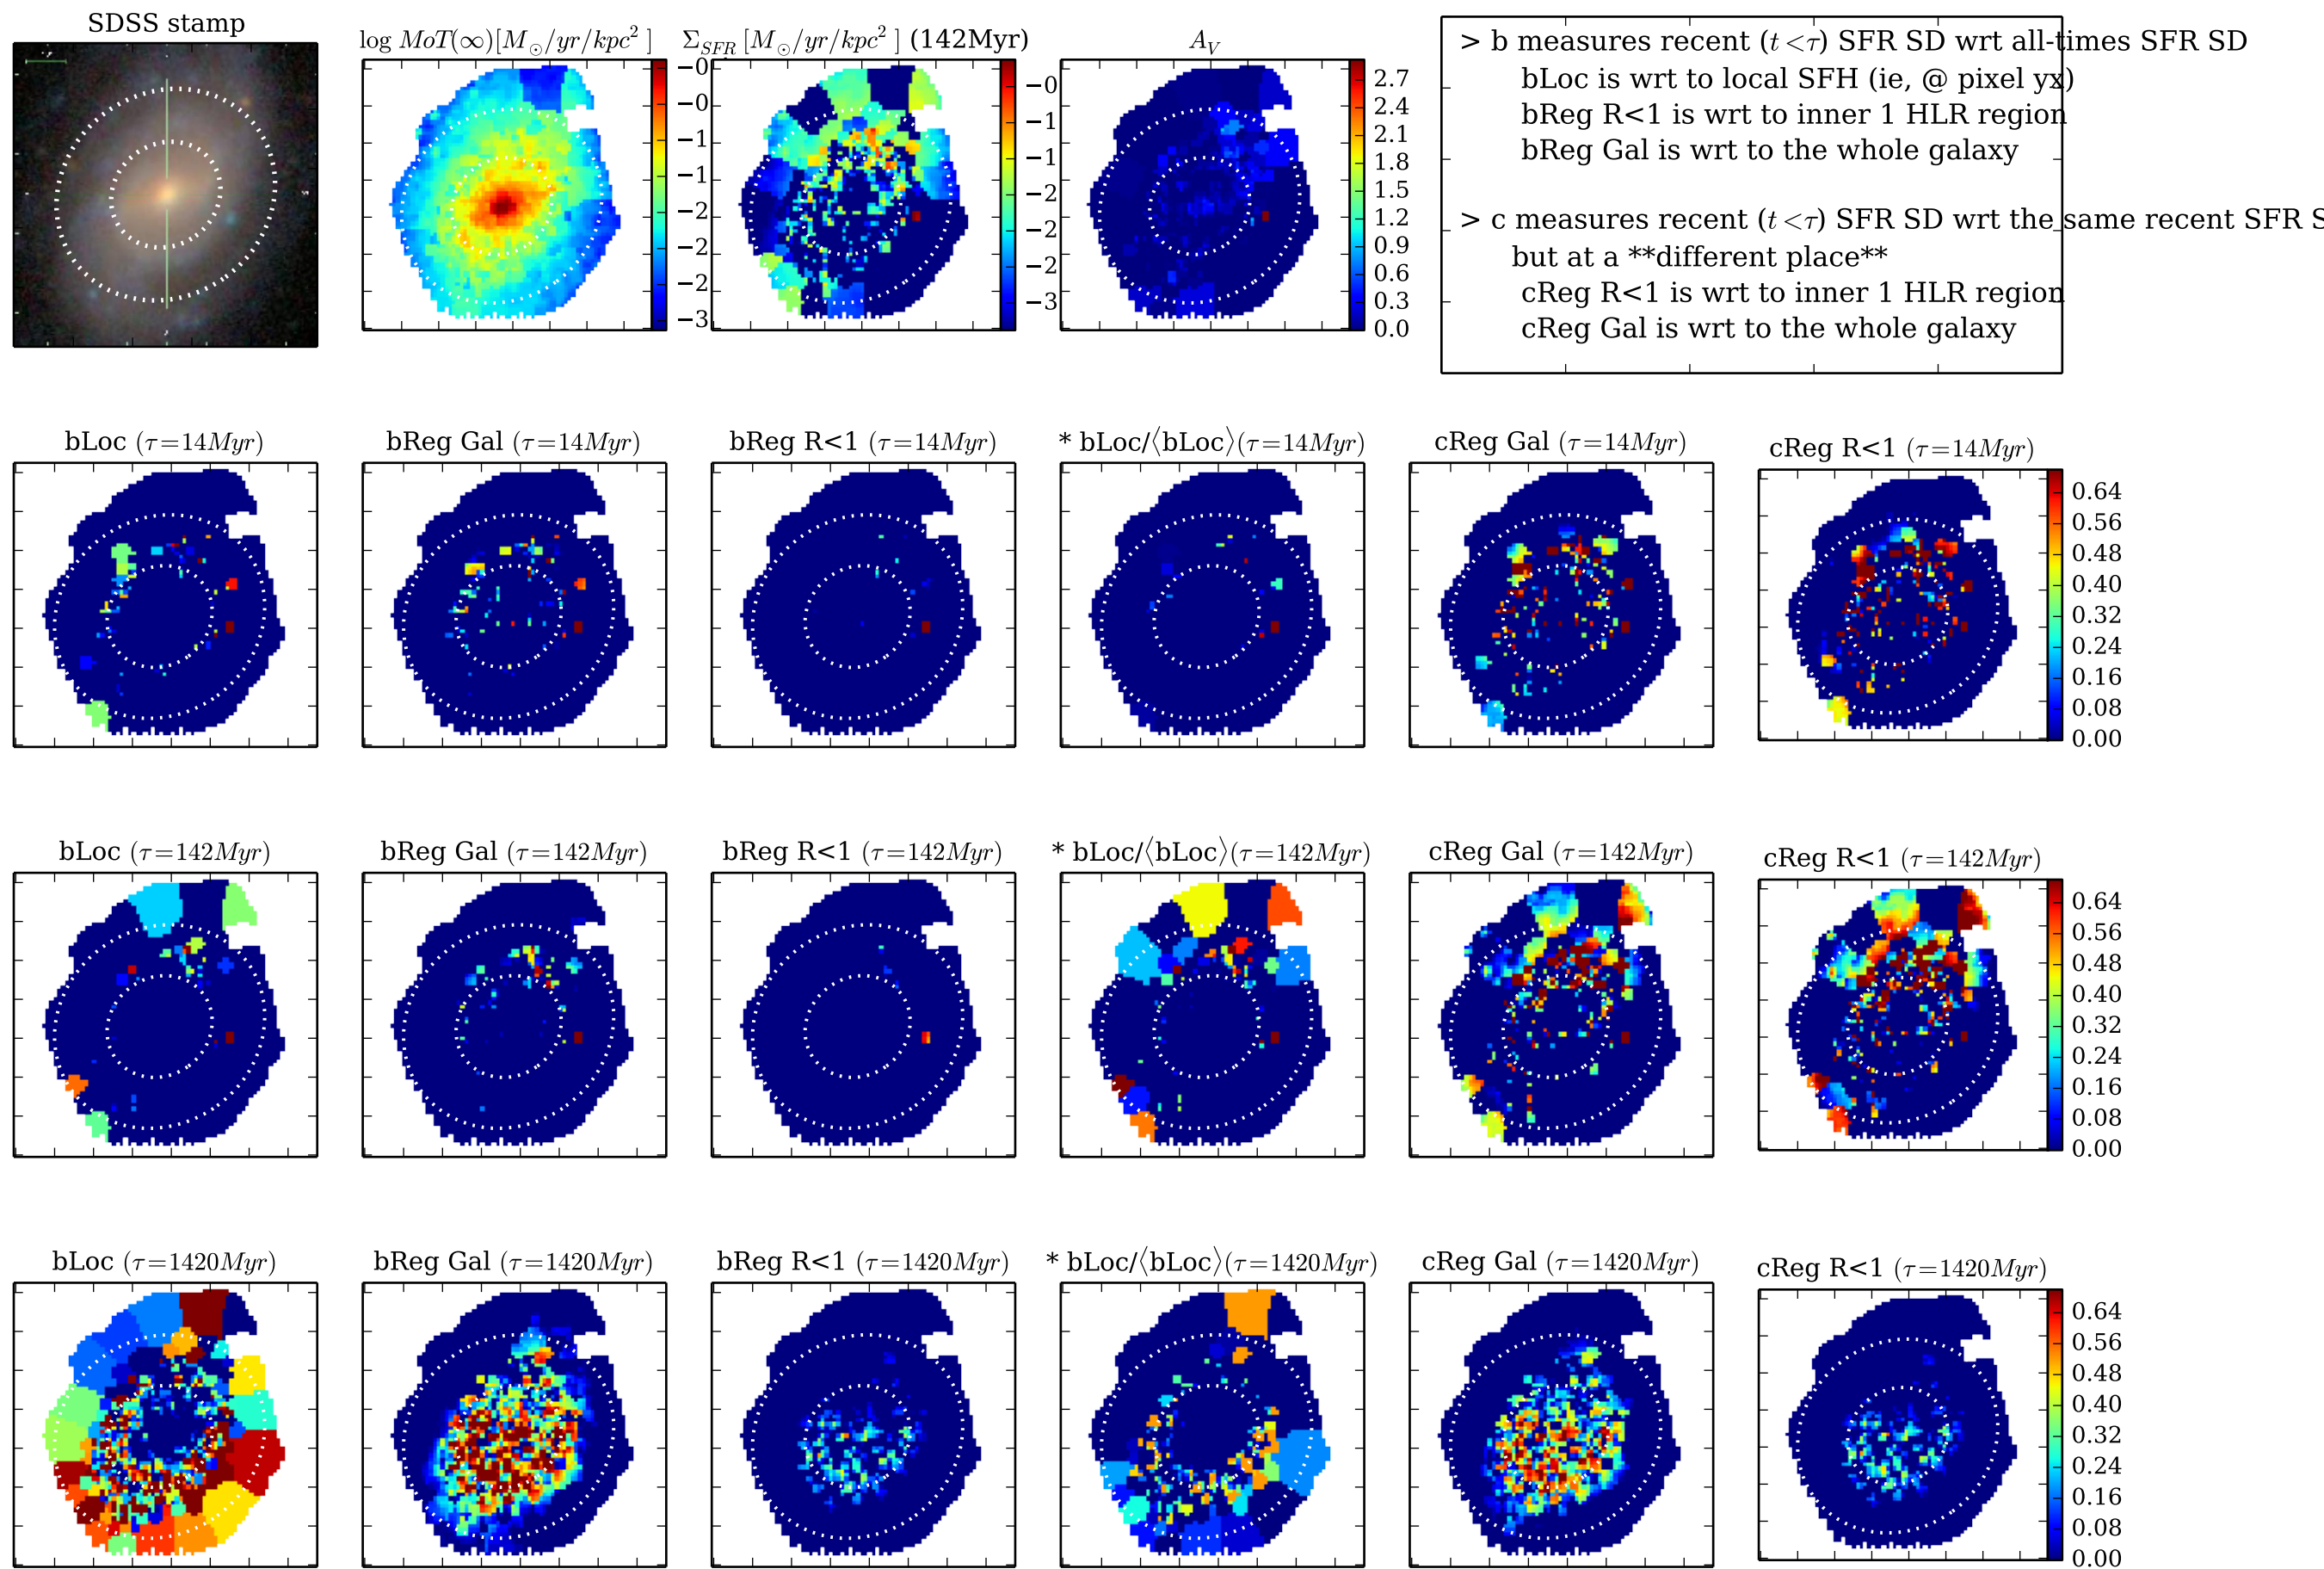 SDSS stamp
log MoT(∞)[M⊙/yr/kpc²]
Σ_SFR [M⊙/yr/kpc²] (142Myr)
A_V
−0
−0
−1
−1
−2
−2
−2
−3
−0
−1
−1
−2
−2
−2
−3
2.7
2.4
2.1
1.8
1.5
1.2
0.9
0.6
0.3
0.0
> b measures recent (t<τ) SFR SD wrt all-times SFR SD
bLoc is wrt to local SFH (ie, @ pixel yx)
bReg R<1 is wrt to inner 1 HLR region
bReg Gal is wrt to the whole galaxy
> c measures recent (t<τ) SFR SD wrt the same recent SFR S
but at a **different place**
cReg R<1 is wrt to inner 1 HLR region
cReg Gal is wrt to the whole galaxy
bLoc (τ=14Myr)
bReg Gal (τ=14Myr)
bReg R<1 (τ=14Myr)
* bLoc/⟨bLoc⟩(τ=14Myr)
cReg Gal (τ=14Myr)
cReg R<1 (τ=14Myr)
0.64
0.56
0.48
0.40
0.32
0.24
0.16
0.08
0.00
bLoc (τ=142Myr)
bReg Gal (τ=142Myr)
bReg R<1 (τ=142Myr)
* bLoc/⟨bLoc⟩(τ=142Myr)
cReg Gal (τ=142Myr)
cReg R<1 (τ=142Myr)
0.64
0.56
0.48
0.40
0.32
0.24
0.16
0.08
0.00
bLoc (τ=1420Myr)
bReg Gal (τ=1420Myr)
bReg R<1 (τ=1420Myr)
* bLoc/⟨bLoc⟩(τ=1420Myr)
cReg Gal (τ=1420Myr)
cReg R<1 (τ=1420Myr)
0.64
0.56
0.48
0.40
0.32
0.24
0.16
0.08
0.00